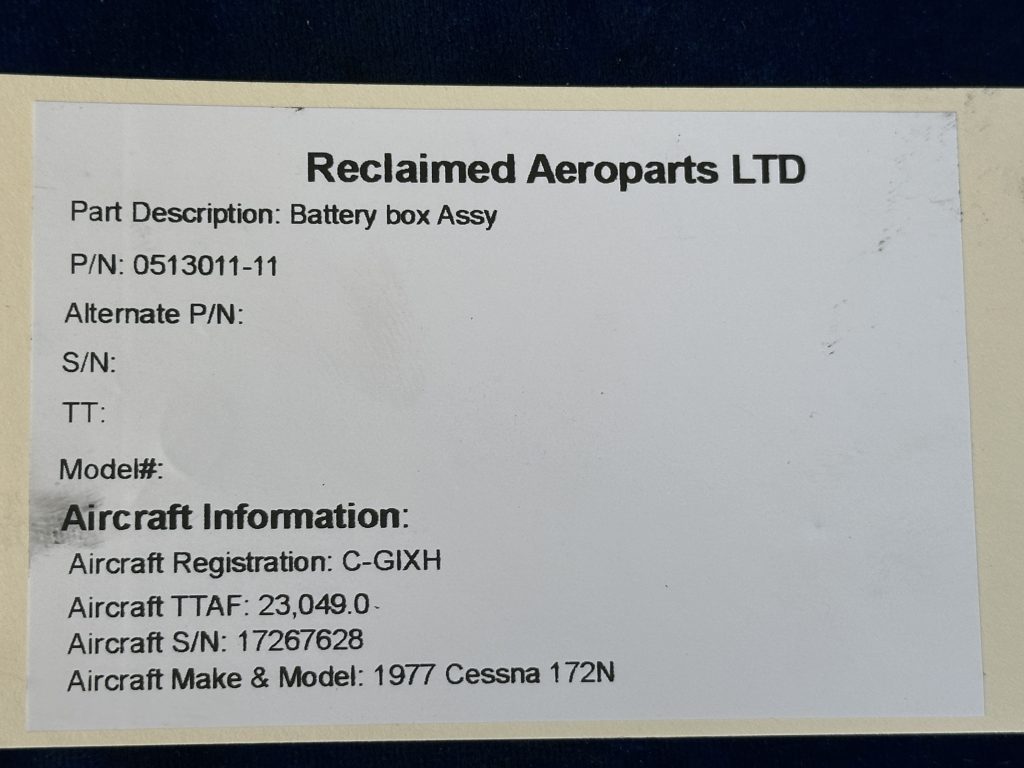 Reclaimed Aeroparts LTD
Part Description: Battery box Assy
P/N: 0513011-11
Alternate P/N:
S/N:
TT:
Model#:
Aircraft Information:
Aircraft Registration: C-GIXH
Aircraft TTAF: 23,049.0
Aircraft S/N: 17267628
Aircraft Make & Model: 1977 Cessna 172N